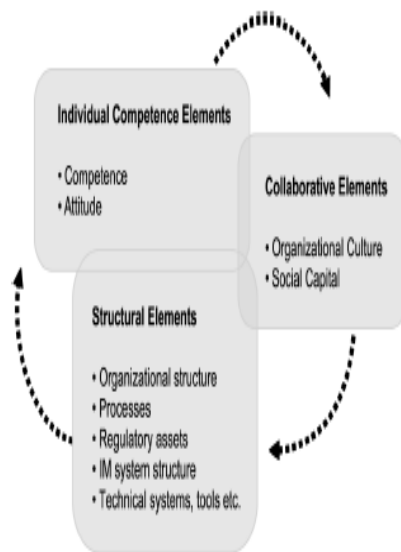 Individual Competence Elements
• Competence
• Attitude
Collaborative Elements
• Organizational Culture
• Social Capital
Structural Elements
• Organizational structure
• Processes
• Regulatory assets
• IM system structure
• Technical systems, tools etc.